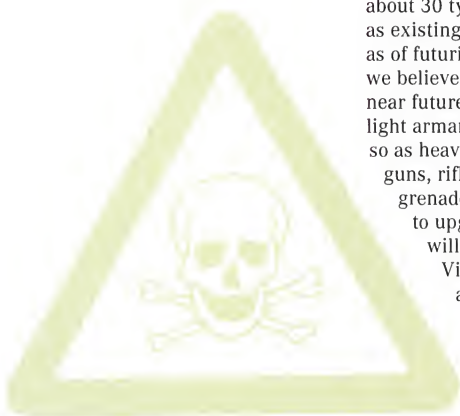 about 30 ty
as existing
as of futuri
we believe
near future
light armar
so as heav
guns, rifl
grenade
to upg
will
Vi
a